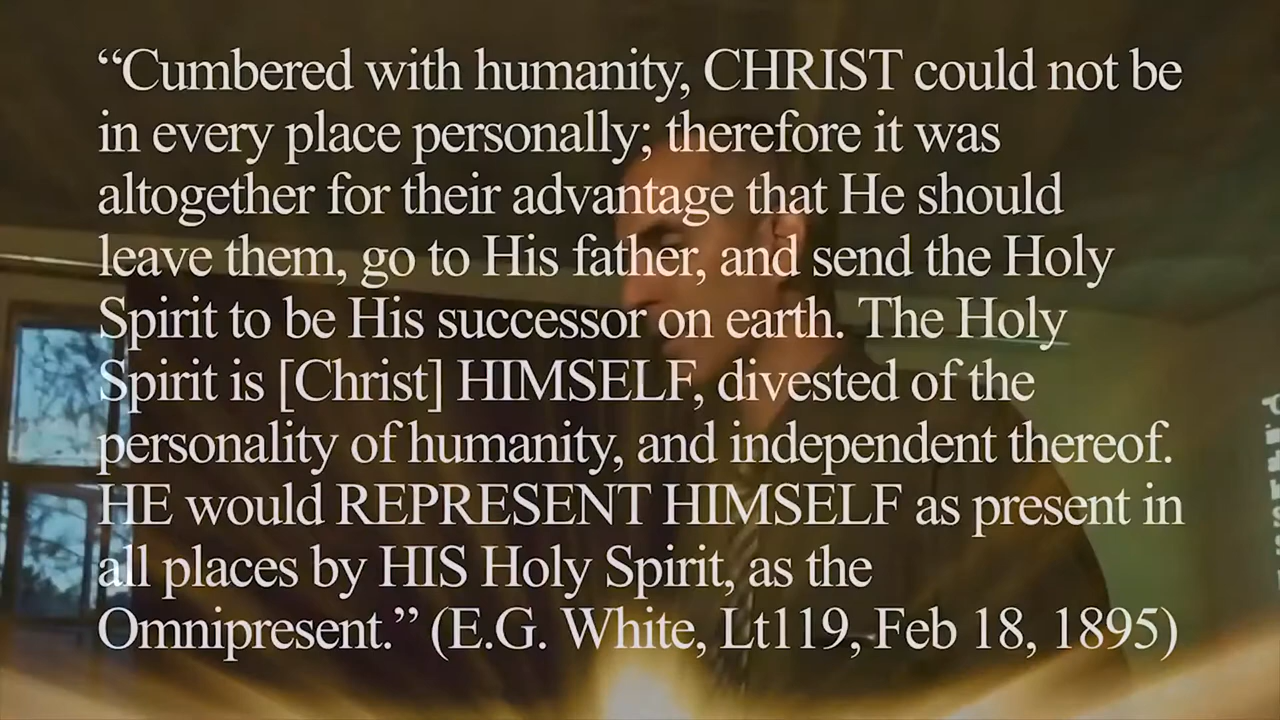 “Cumbered with humanity, CHRIST could not be
in every place personally; therefore it was
altogether for their advantage that He should
leave them, go to His father, and send the Holy
Spirit to be His successor on earth. The Holy
Spirit is [Christ] HIMSELF, divested of the
personality of humanity, and independent thereof.
HE would REPRESENT HIMSELF as present in
all places by HIS Holy Spirit, as the
Omnipresent.” (E.G. White, Lt119, Feb 18, 1895)